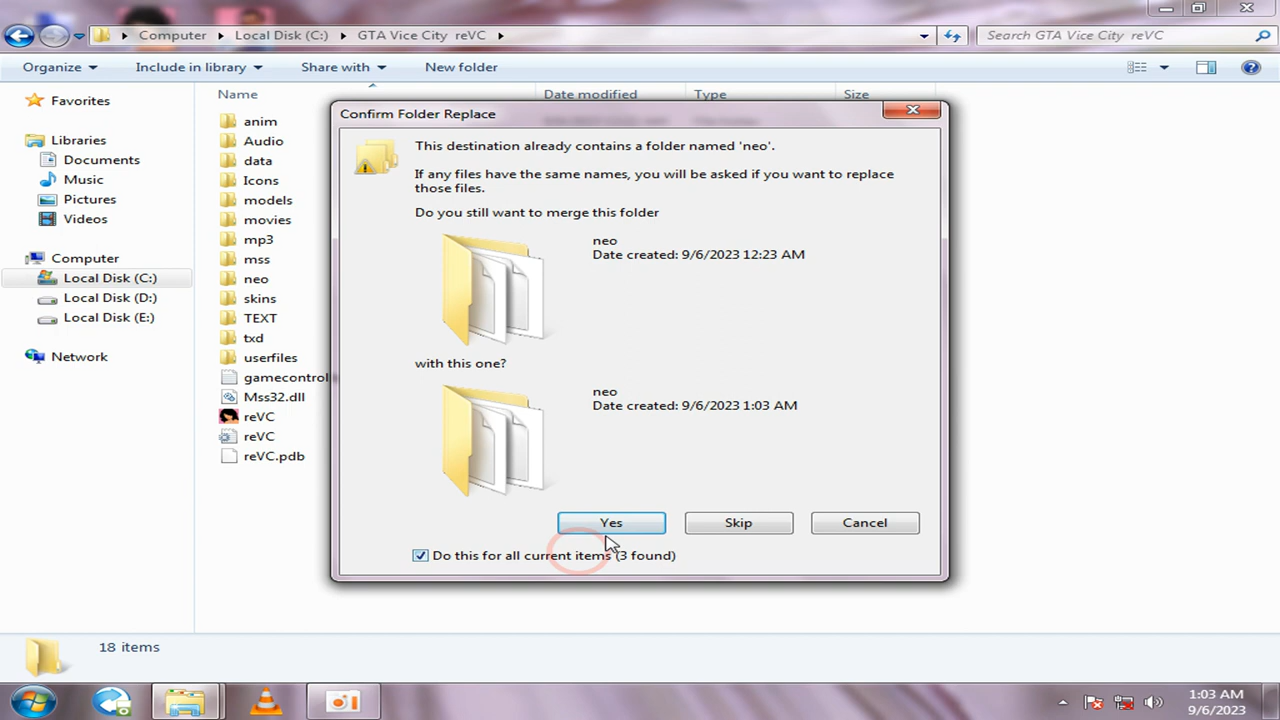 Computer Local Disk (C:) GTA Vice City reVC
Search GTA Vice City reVC
Organize Include in library Share with New folder
Name Date modified Type Size
Favorites
Libraries
Documents
Music
Pictures
Videos
Computer
Local Disk (C:)
Local Disk (D:)
Local Disk (E:)
Network
anim
Audio
data
Icons
models
movies
mp3
mss
neo
skins
TEXT
txd
userfiles
gamecontrol
Mss32.dll
reVC
reVC
reVC.pdb
Confirm Folder Replace
This destination already contains a folder named 'neo'.
If any files have the same names, you will be asked if you want to replace
those files.
Do you still want to merge this folder
neo
Date created: 9/6/2023 12:23 AM
with this one?
neo
Date created: 9/6/2023 1:03 AM
Yes Skip Cancel
Do this for all current items (3 found)
18 items
1:03 AM
9/6/2023